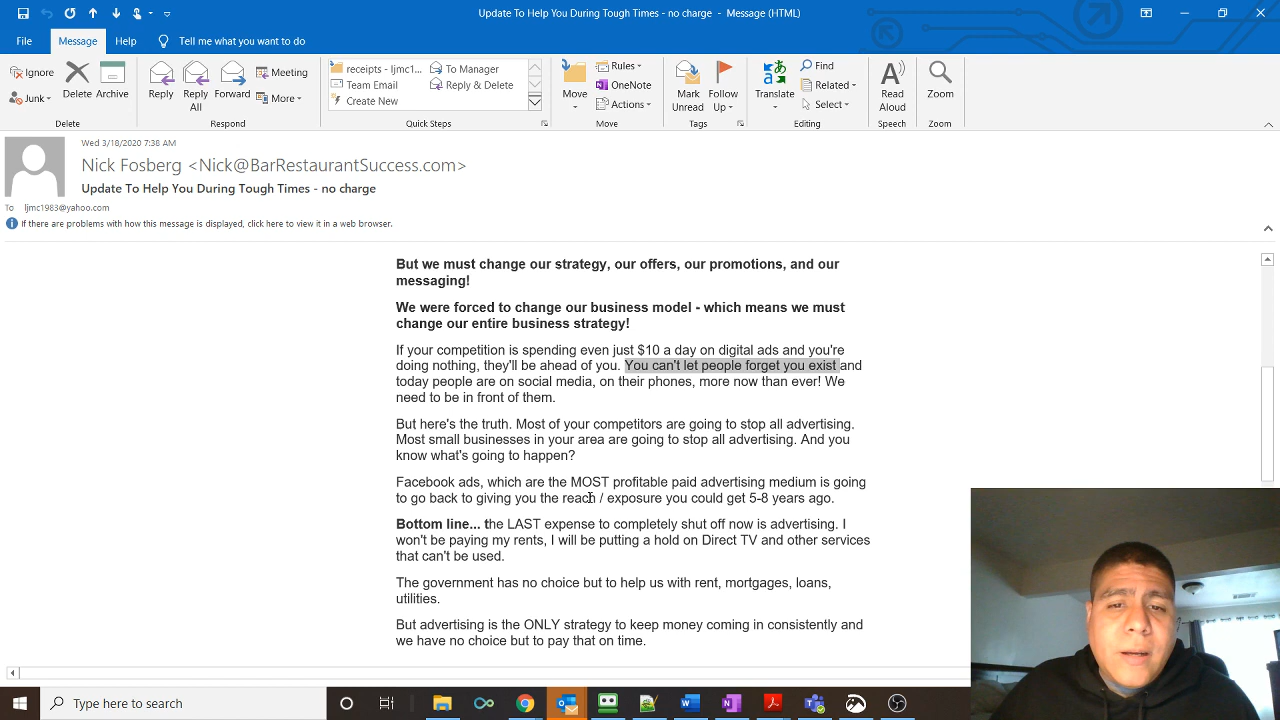 Update To Help You During Tough Times - no charge - Message (HTML)
File Message Help Tell me what you want to do
Ignore
Junk
Delete
Archive
Delete
Reply
Reply All
Forward
Meeting
More
Respond
receipts - ljmc1...
Team Email
Create New
To Manager
Reply & Delete
Quick Steps
Move
Rules
OneNote
Actions
Move
Mark Unread
Follow Up
Tags
Translate
Find
Related
Select
Editing
Read Aloud
Speech
Zoom
Zoom
Wed 3/18/2020 7:38 AM
Nick Fosberg <Nick@BarRestaurantSuccess.com>
Update To Help You During Tough Times - no charge
To ljmc1983@yahoo.com
If there are problems with how this message is displayed, click here to view it in a web browser.
But we must change our strategy, our offers, our promotions, and our
messaging!
We were forced to change our business model - which means we must
change our entire business strategy!
If your competition is spending even just $10 a day on digital ads and you're
doing nothing, they'll be ahead of you. You can't let people forget you exist and
today people are on social media, on their phones, more now than ever! We
need to be in front of them.
But here's the truth. Most of your competitors are going to stop all advertising.
Most small businesses in your area are going to stop all advertising. And you
know what's going to happen?
Facebook ads, which are the MOST profitable paid advertising medium is going
to go back to giving you the reach / exposure you could get 5-8 years ago.
Bottom line... the LAST expense to completely shut off now is advertising. I
won't be paying my rents, I will be putting a hold on Direct TV and other services
that can't be used.
The government has no choice but to help us with rent, mortgages, loans,
utilities.
But advertising is the ONLY strategy to keep money coming in consistently and
we have no choice but to pay that on time.
Type here to search